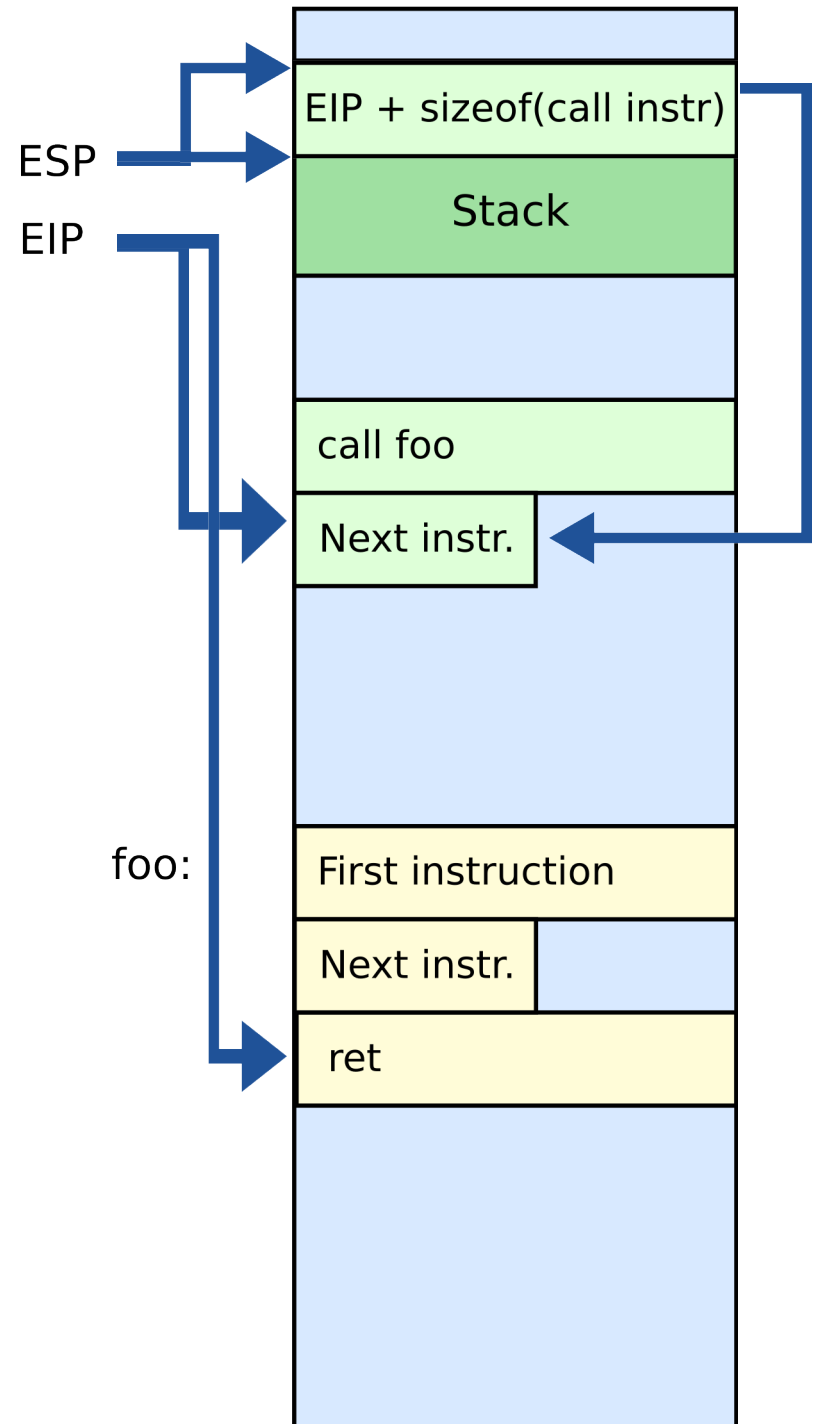 EIP + sizeof(call instr)
ESP
Stack
EIP
call foo
Next instr.
foo:
First instruction
Next instr.
ret